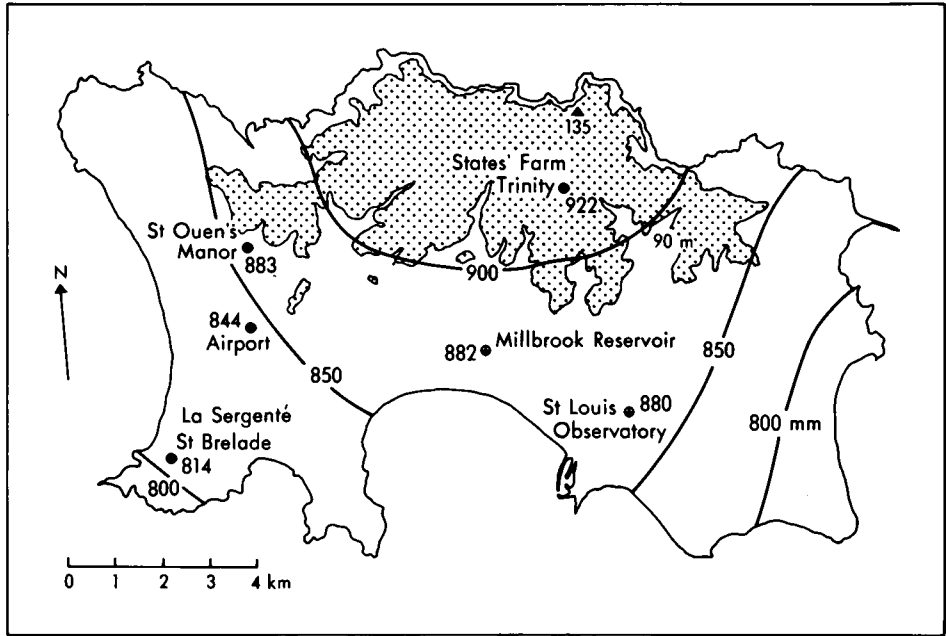 135
States' Farm
Trinity
922
St Ouen's
Manor
883
90 m
900
N
844
Airport
882
Millbrook Reservoir
850
850
La Sergenté
St Brelade
814
800
St Louis
Observatory
880
800 mm
0 1 2 3 4 km